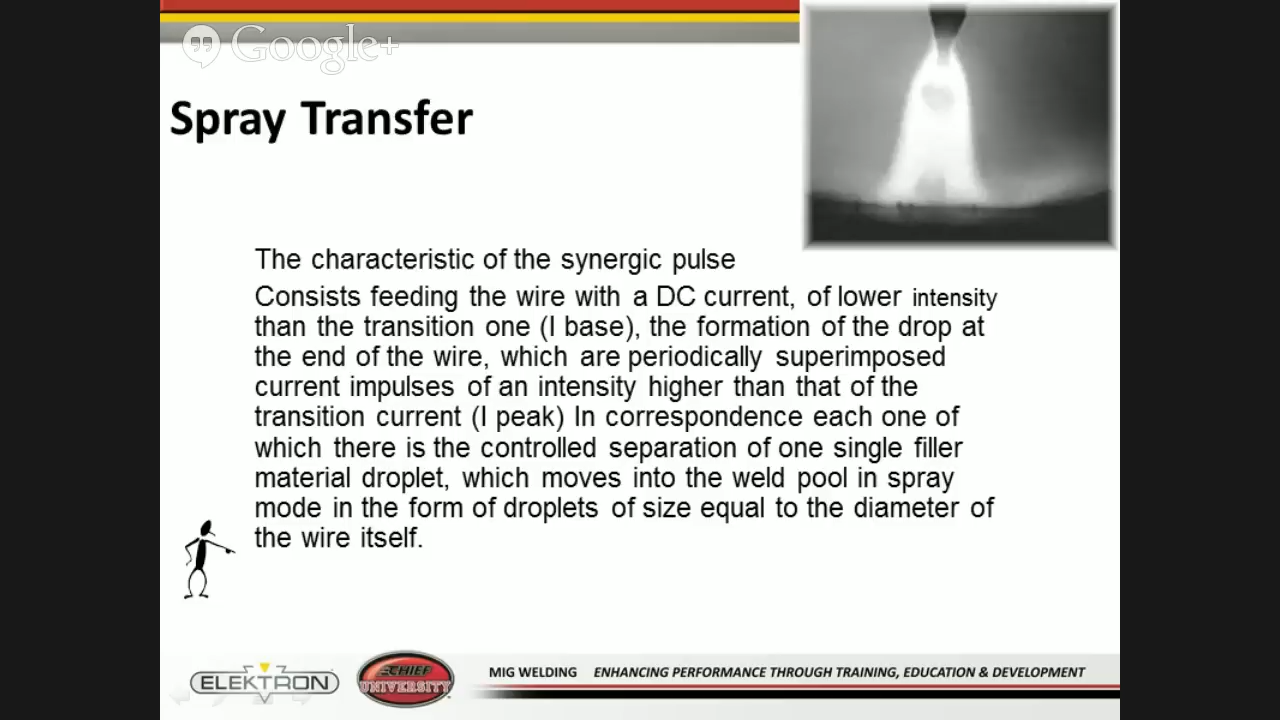 Google+
Spray Transfer
The characteristic of the synergic pulse
Consists feeding the wire with a DC current, of lower intensity
than the transition one (I base), the formation of the drop at
the end of the wire, which are periodically superimposed
current impulses of an intensity higher than that of the
transition current (I peak) In correspondence each one of
which there is the controlled separation of one single filler
material droplet, which moves into the weld pool in spray
mode in the form of droplets of size equal to the diameter of
the wire itself.
ELEKTRON
CHIEF
UNIVERSITY
MIG WELDING ENHANCING PERFORMANCE THROUGH TRAINING, EDUCATION & DEVELOPMENT